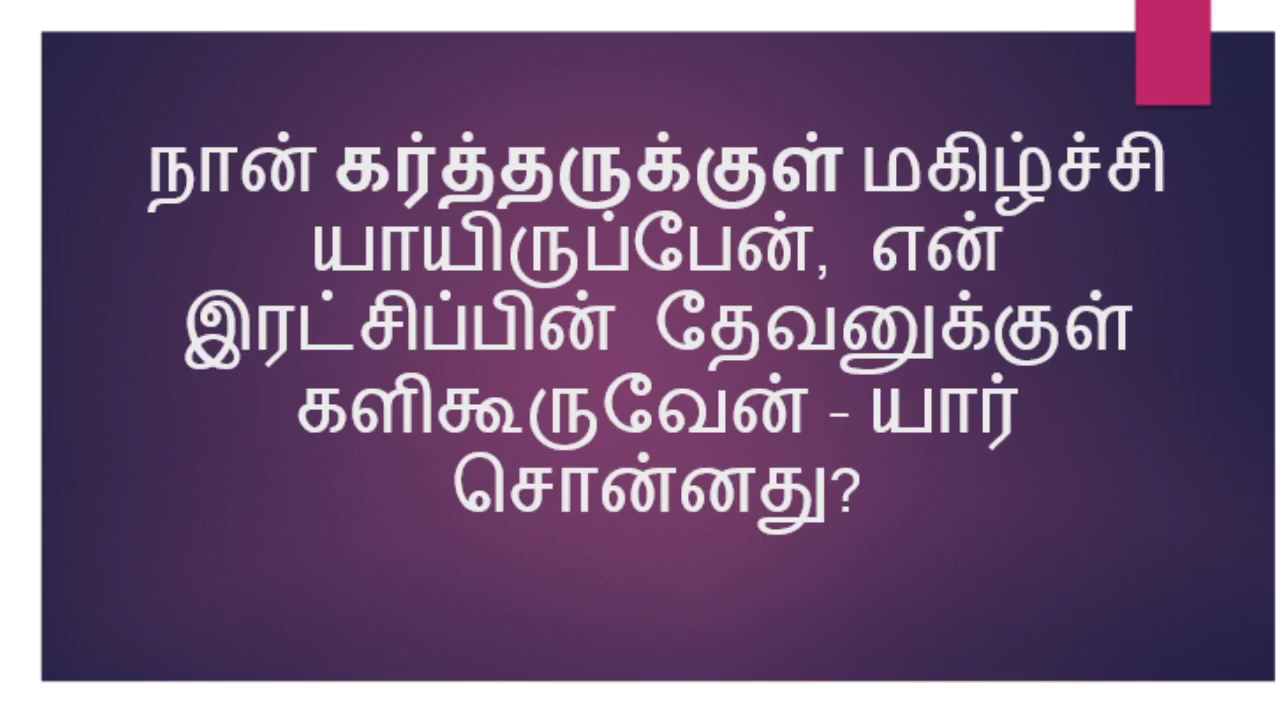 நான் கர்த்தருக்குள் மகிழ்ச்சி
யாயிருப்பேன், என்
இரட்சிப்பின் தேவனுக்குள்
களிகூருவேன் - யார்
சொன்னது?